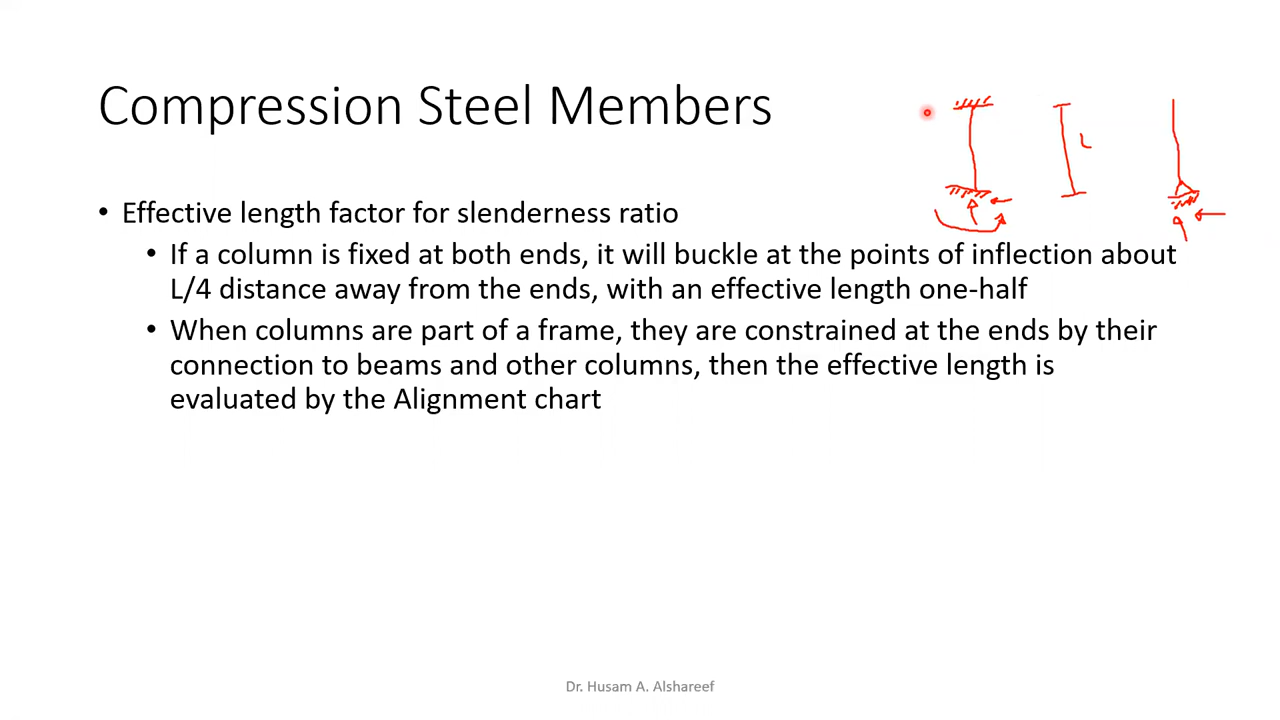 Compression Steel Members
L
• Effective length factor for slenderness ratio
• If a column is fixed at both ends, it will buckle at the points of inflection about
L/4 distance away from the ends, with an effective length one-half
• When columns are part of a frame, they are constrained at the ends by their
connection to beams and other columns, then the effective length is
evaluated by the Alignment chart
Dr. Husam A. Alshareef